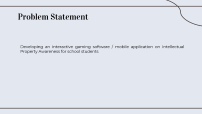 Problem Statement
Developing an interactive gaming software / mobile application on Intellectual
Property Awareness for school students